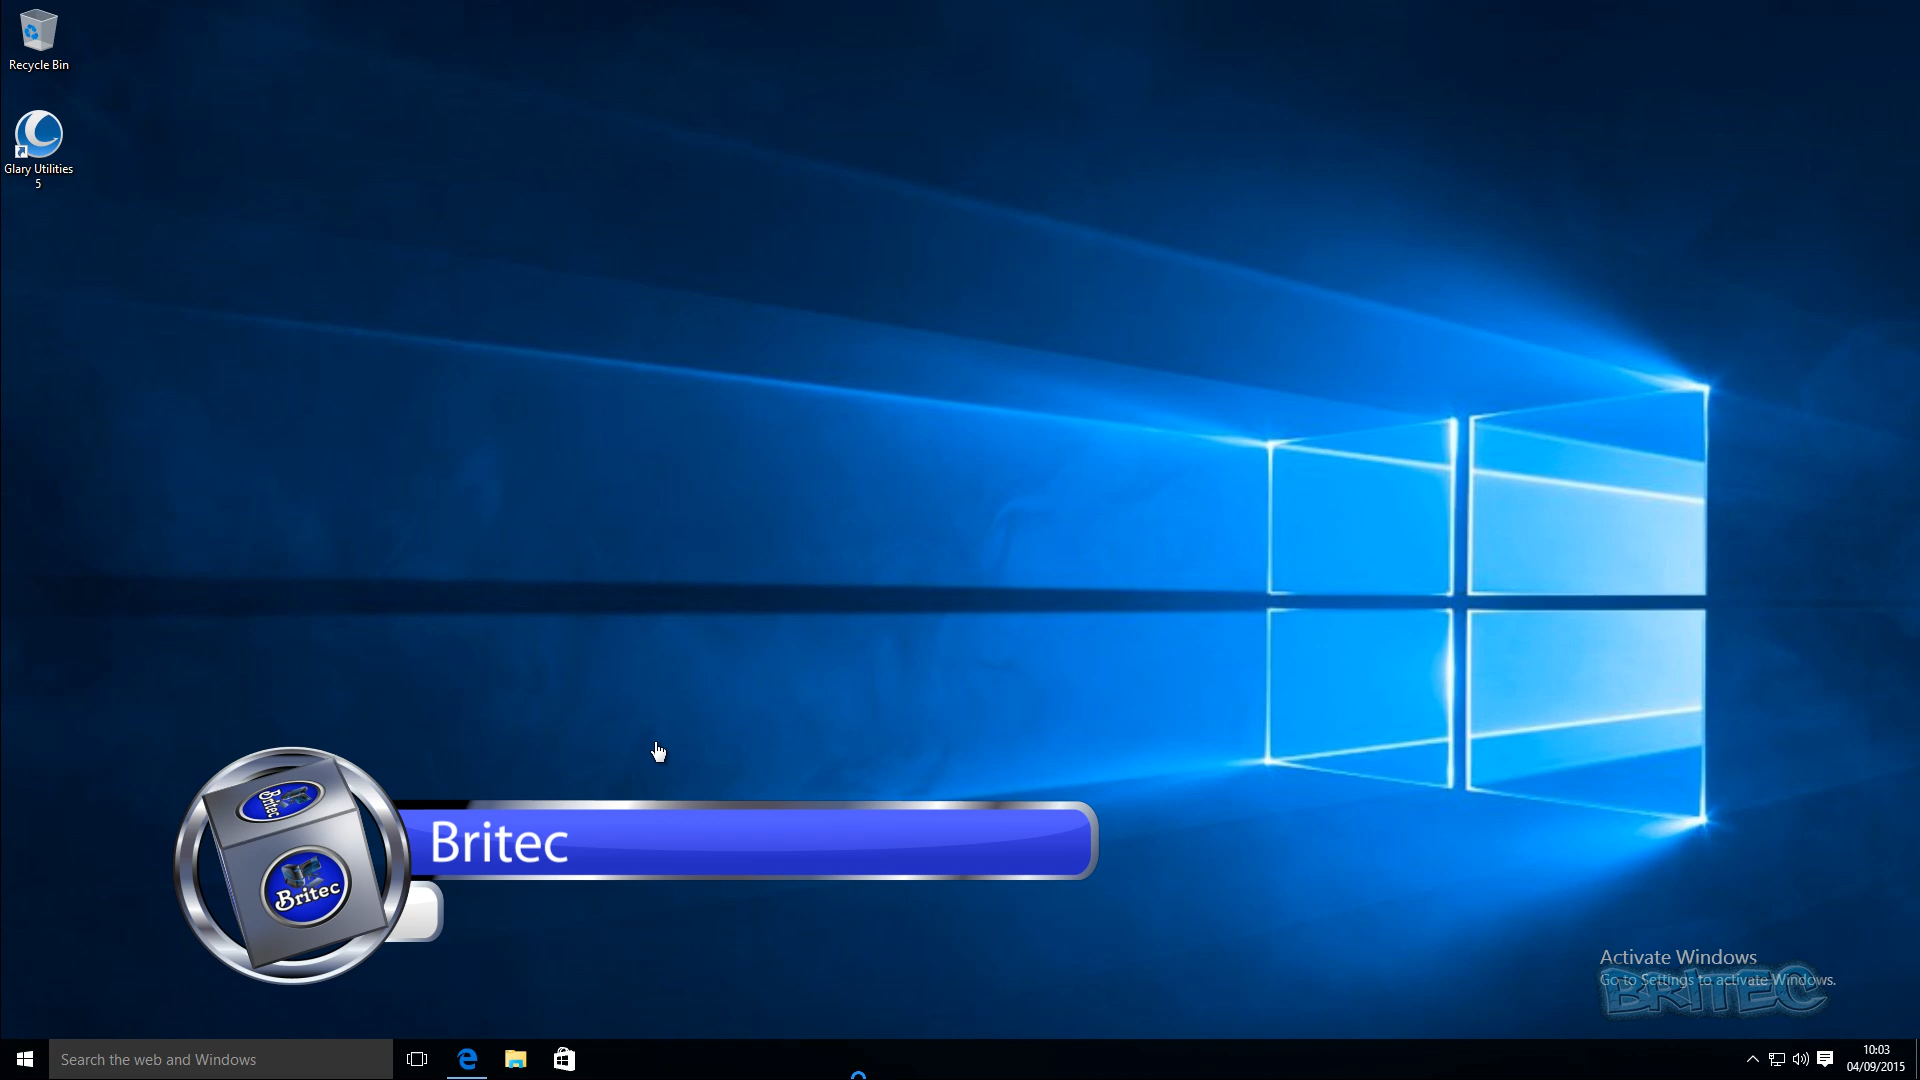 Recycle Bin
Glary Utilities
5
Britec
Britec
Britec
Activate Windows
Go to Settings to activate Windows.
BRITEC
Search the web and Windows
10:03
04/09/2015